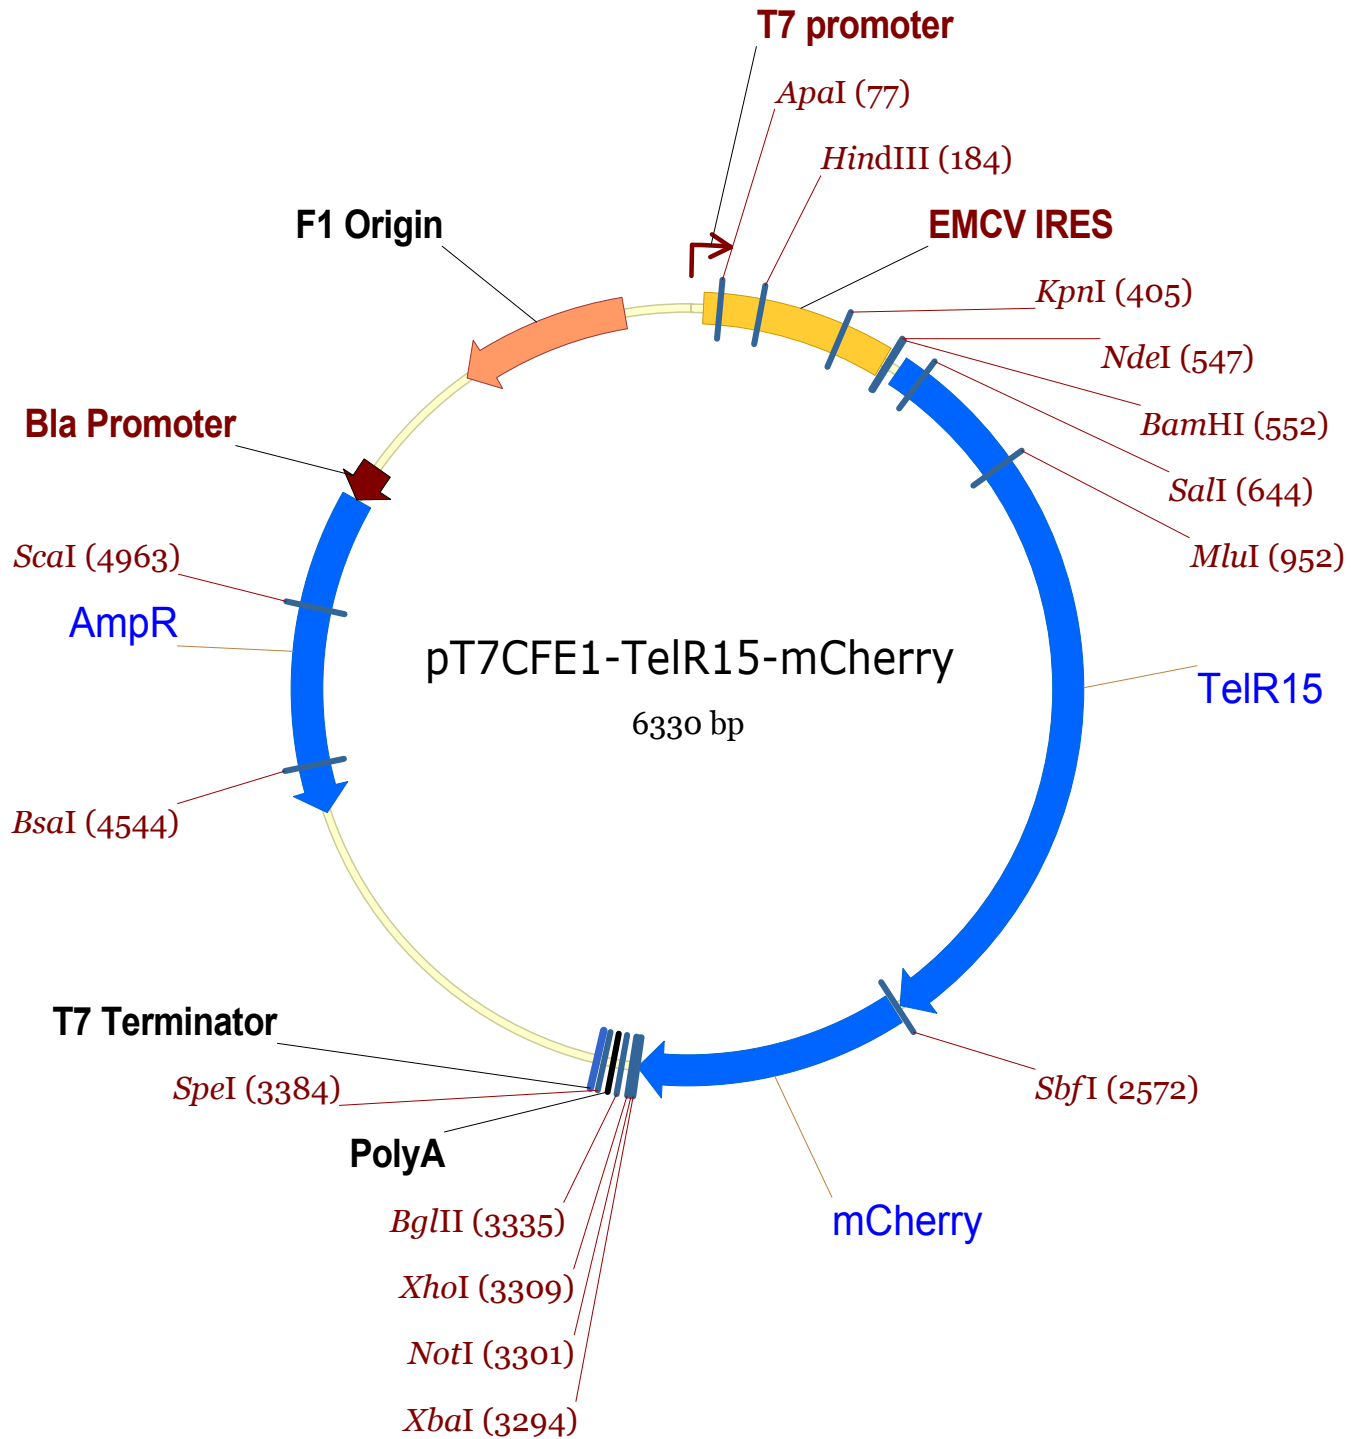 T7 promoter
ApaI (77)
HindIII (184)
F1 Origin
EMCV IRES
KpnI (405)
NdeI (547)
Bla Promoter
BamHI (552)
SalI (644)
ScaI (4963)
MluI (952)
AmpR
pT7CFE1-TelR15-mCherry
TelR15
6330 bp
BsaI (4544)
T7 Terminator
SpeI (3384)
SbfI (2572)
PolyA
BglII (3335)
mCherry
XhoI (3309)
NotI (3301)
XbaI (3294)